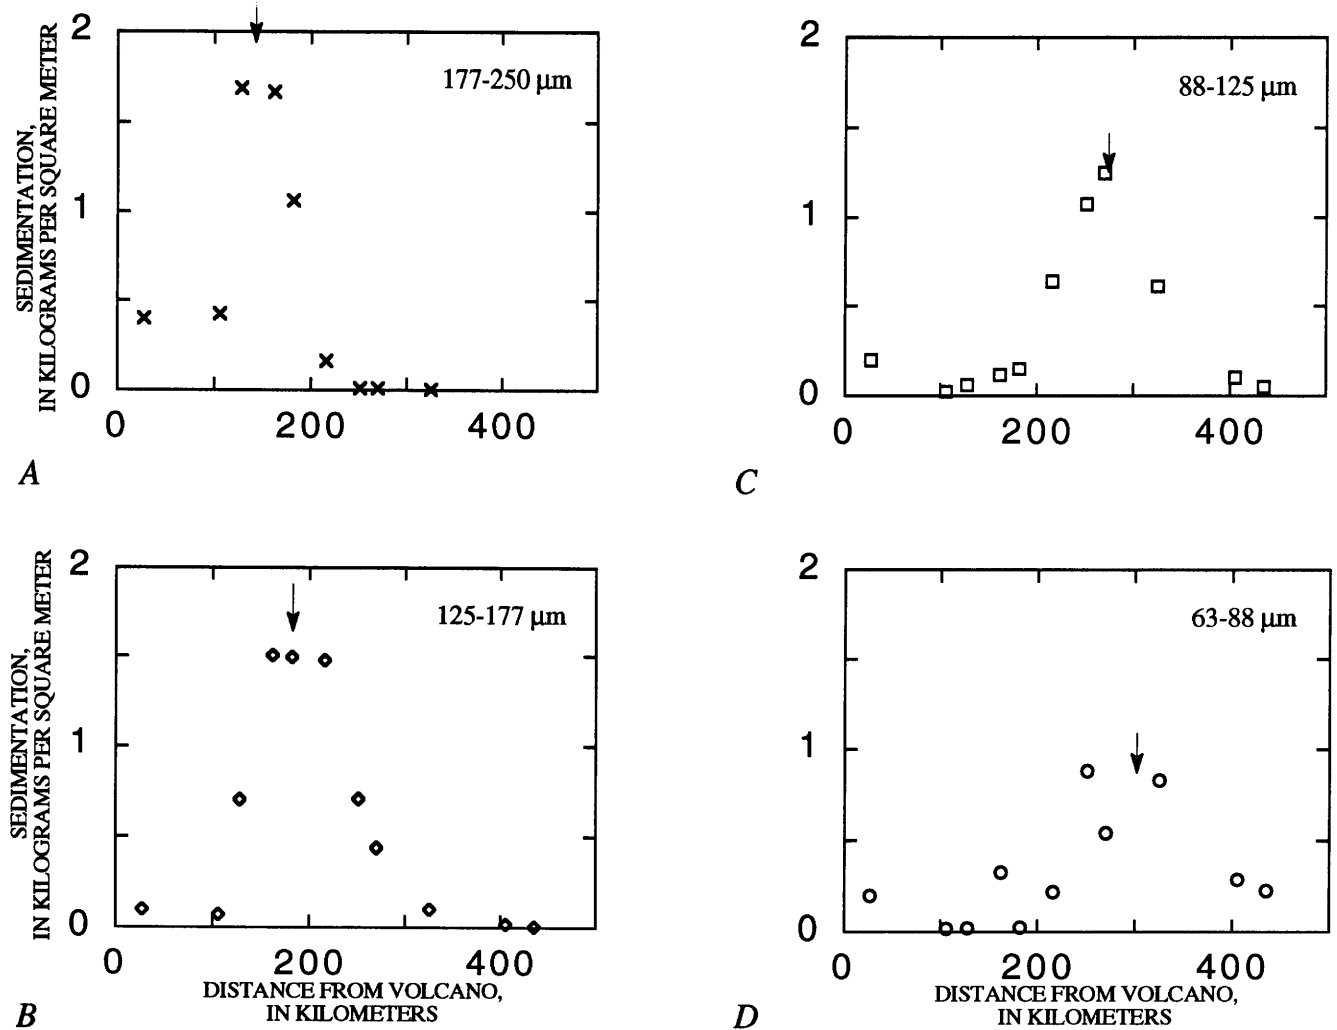 SEDIMENTATION,
IN KILOGRAMS PER SQUARE METER
2
1
0
0 200 400
177-250 µm
A
2
1
0
0 200 400
88-125 µm
C
SEDIMENTATION,
IN KILOGRAMS PER SQUARE METER
2
1
0
0 200 400
125-177 µm
DISTANCE FROM VOLCANO,
IN KILOMETERS
B
2
1
0
0 200 400
63-88 µm
DISTANCE FROM VOLCANO,
IN KILOMETERS
D